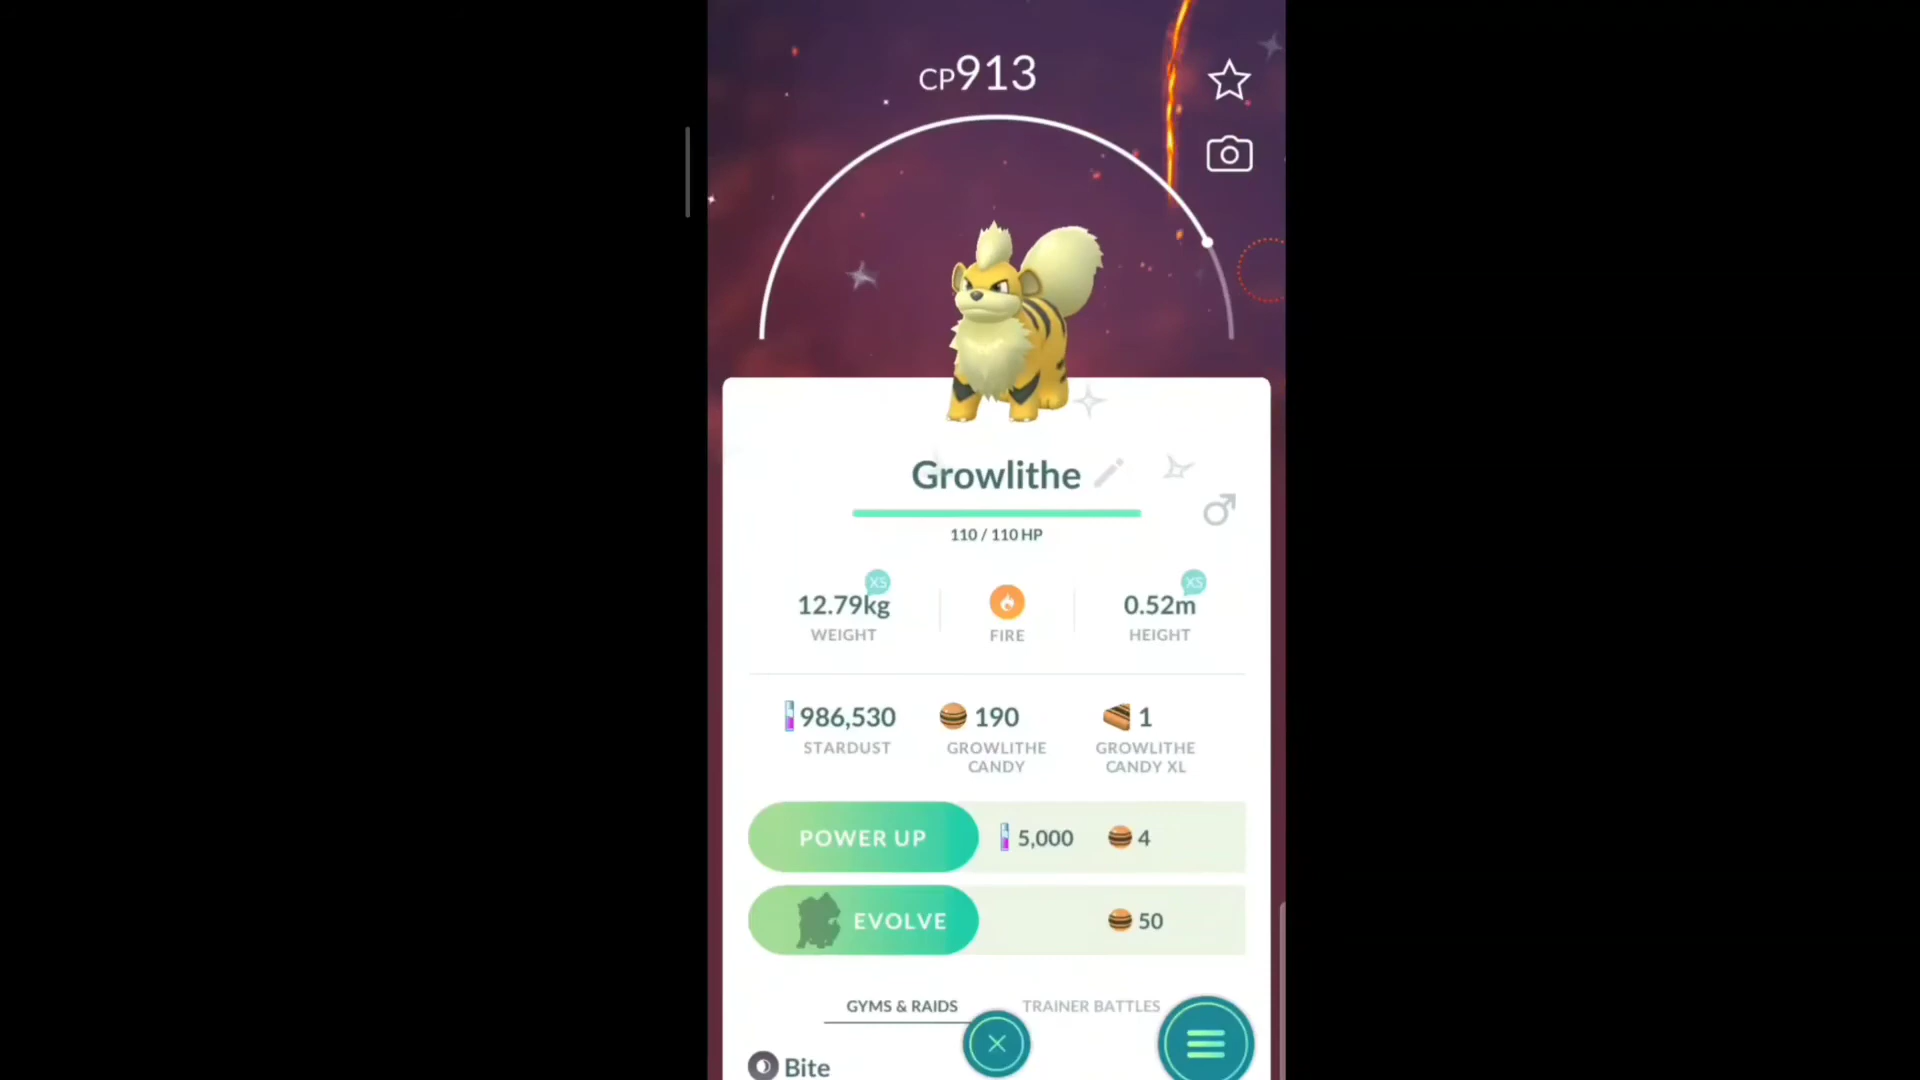 CP913
Growlithe
110 / 110 HP
XS
XS
12.79kg
0.52m
WEIGHT
FIRE
HEIGHT
986,530
190
1
STARDUST
GROWLITHE
CANDY
GROWLITHE
CANDY XL
POWER UP
5,000
4
EVOLVE
50
GYMS & RAIDS
TRAINER BATTLES
Bite